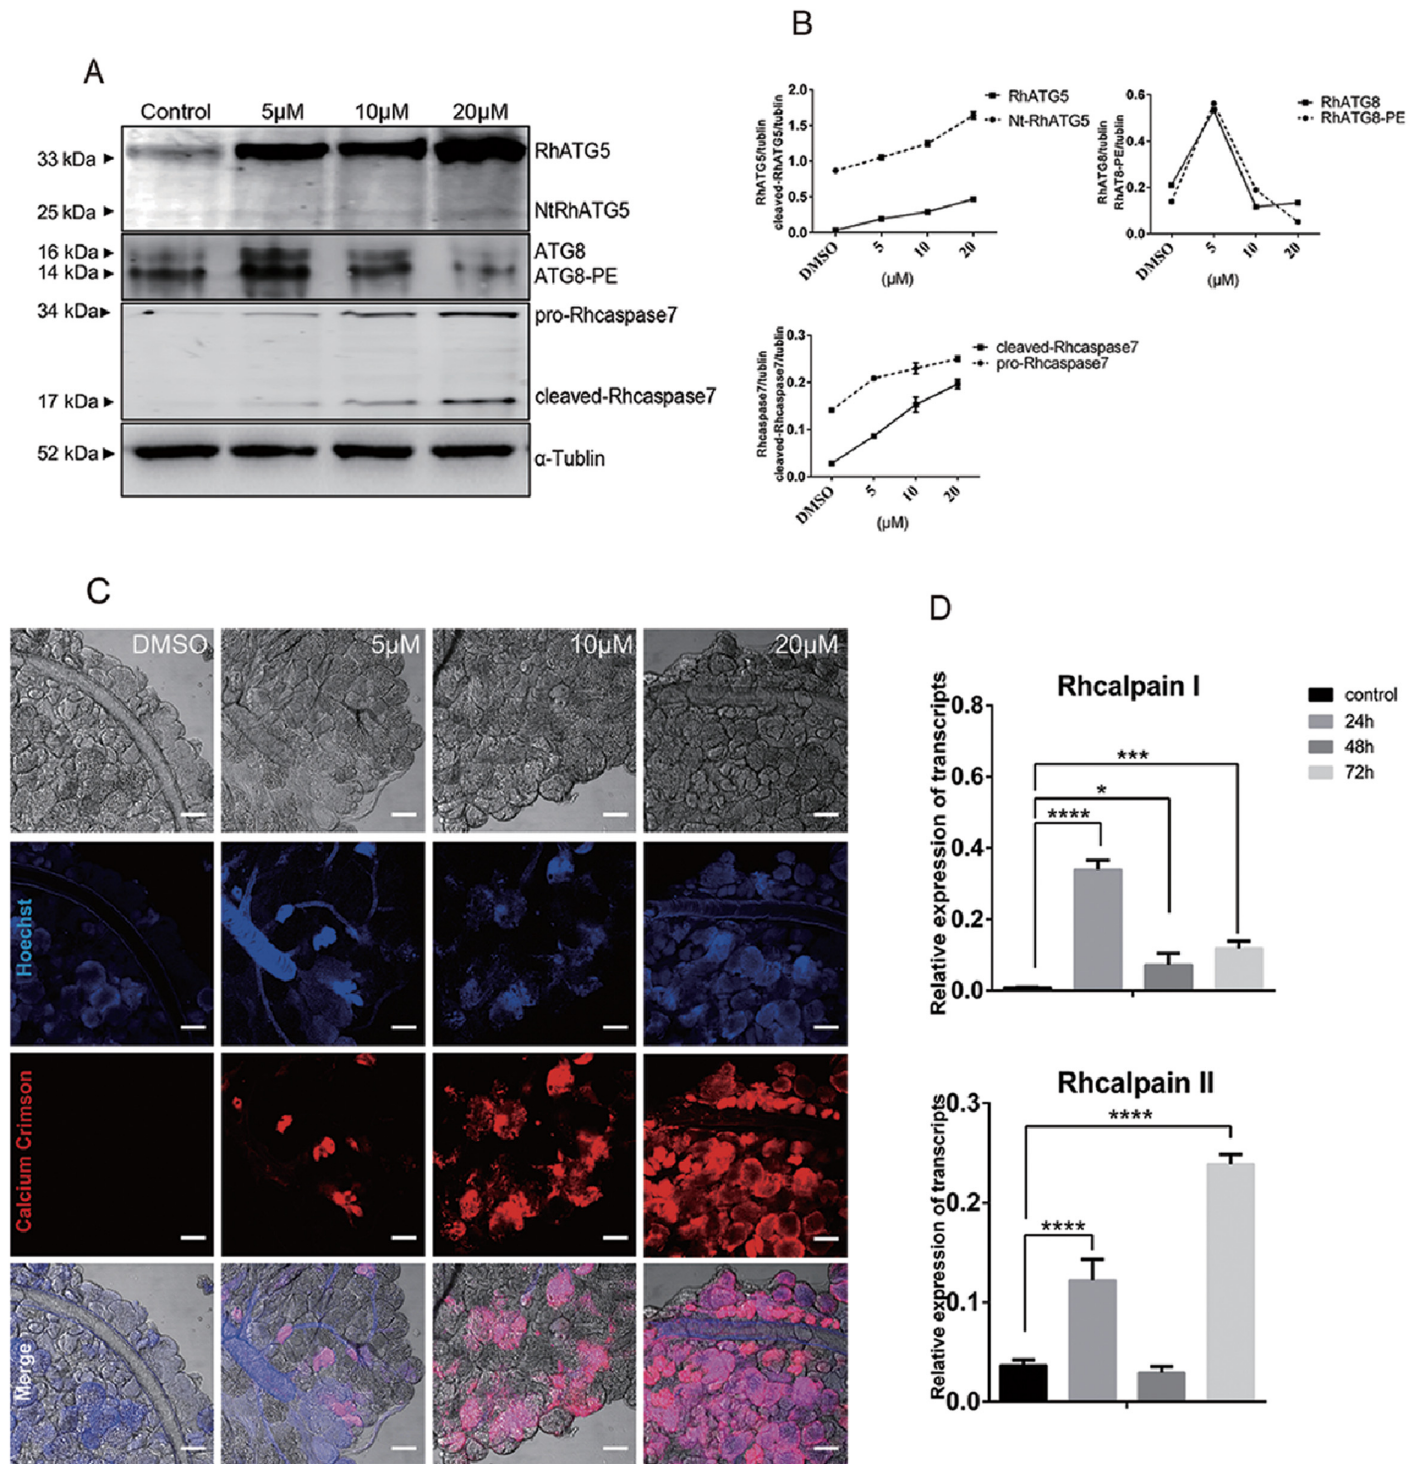 A
Control 5μM 10μM 20μM
33 kDa RhATG5
25 kDa NtRhATG5
16 kDa ATG8
14 kDa ATG8-PE
34 kDa pro-Rhcaspase7
17 kDa cleaved-Rhcaspase7
52 kDa α-Tublin
B
RhATG5/tublin
cleaved-RhATG5/tublin
2.0
1.5
1.0
0.5
0.0
DMSO 5 10 20
(μM)
RhATG5
Nt-RhATG5
RhATG8/tublin
RhAT8-PE/tublin
0.6
0.4
0.2
0.0
DMSO 5 10 20
(μM)
RhATG8
RhATG8-PE
Rhcaspase7/tublin
cleaved-Rhcaspase7/tublin
0.3
0.2
0.1
0.0
DMSO 5 10 20
(μM)
cleaved-Rhcaspase7
pro-Rhcaspase7
C
DMSO 5μM 10μM 20μM
Hoechst
Calcium Crimson
Merge
D
Rhcalpain I
Relative expression of transcripts
0.8
0.6
0.4
0.2
0.0
***
*
****
control
24h
48h
72h
Rhcalpain II
Relative expression of transcripts
0.3
0.2
0.1
0.0
****
****